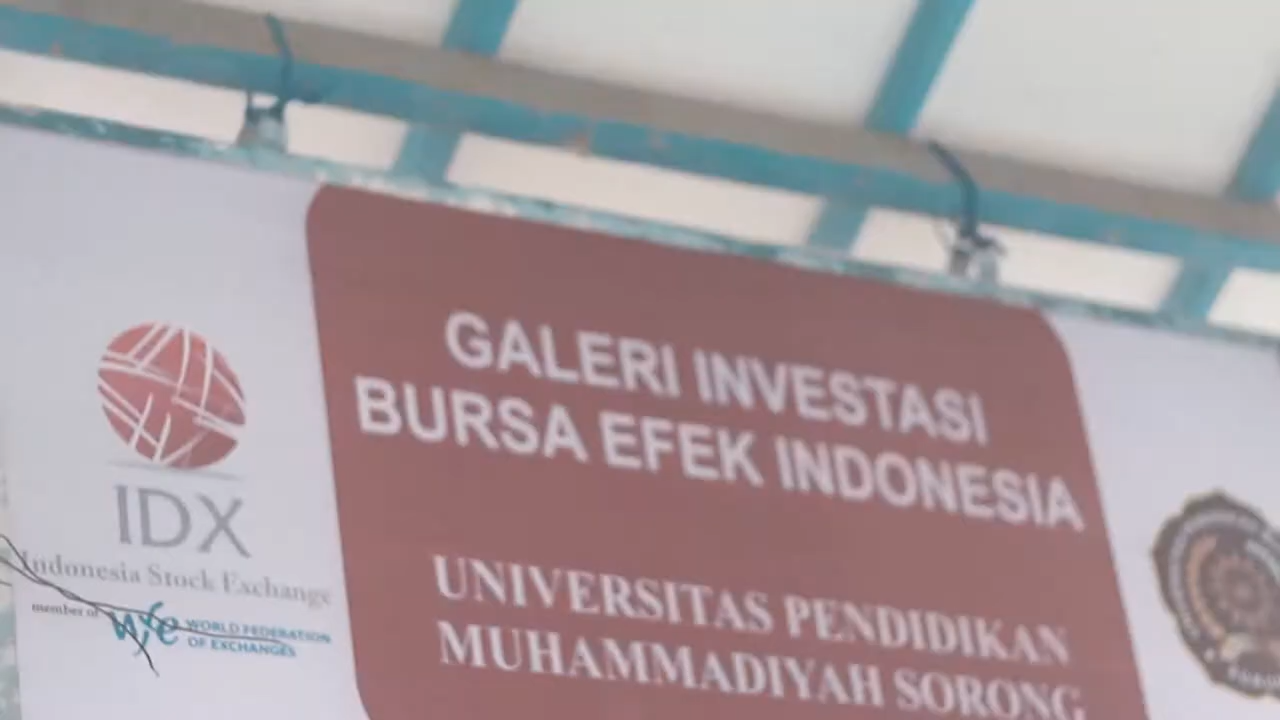 GALERI INVESTASI
BURSA EFEK INDONESIA
UNIVERSITAS PENDIDIKAN
MUHAMMADIYAH SORONG
IDX
Indonesia Stock Exchange
member of wfe WORLD FEDERATION
OF EXCHANGES